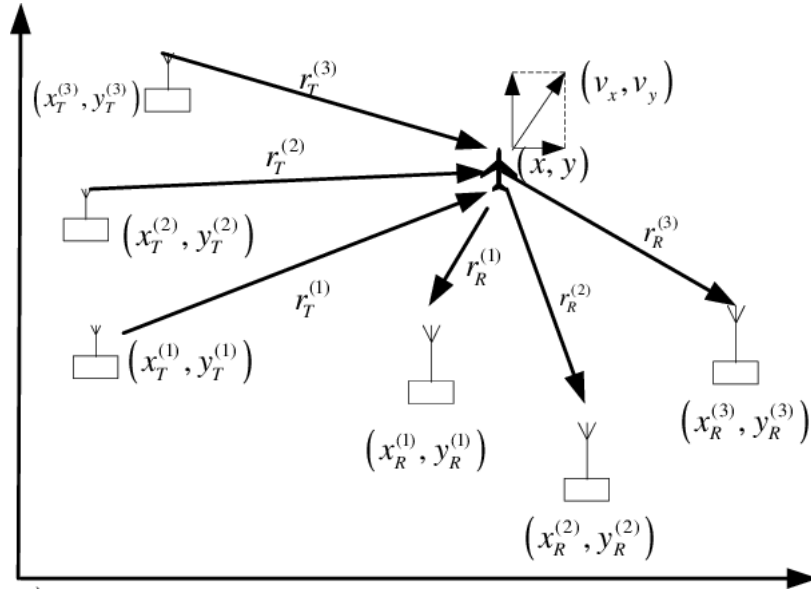 r_T^{(3)}
(v_x, v_y)
(x_T^{(3)}, y_T^{(3)})
r_T^{(2)}
(x, y)
(x_T^{(2)}, y_T^{(2)})
r_R^{(3)}
r_R^{(1)}
r_T^{(1)}
r_R^{(2)}
(x_T^{(1)}, y_T^{(1)})
(x_R^{(3)}, y_R^{(3)})
(x_R^{(1)}, y_R^{(1)})
(x_R^{(2)}, y_R^{(2)})